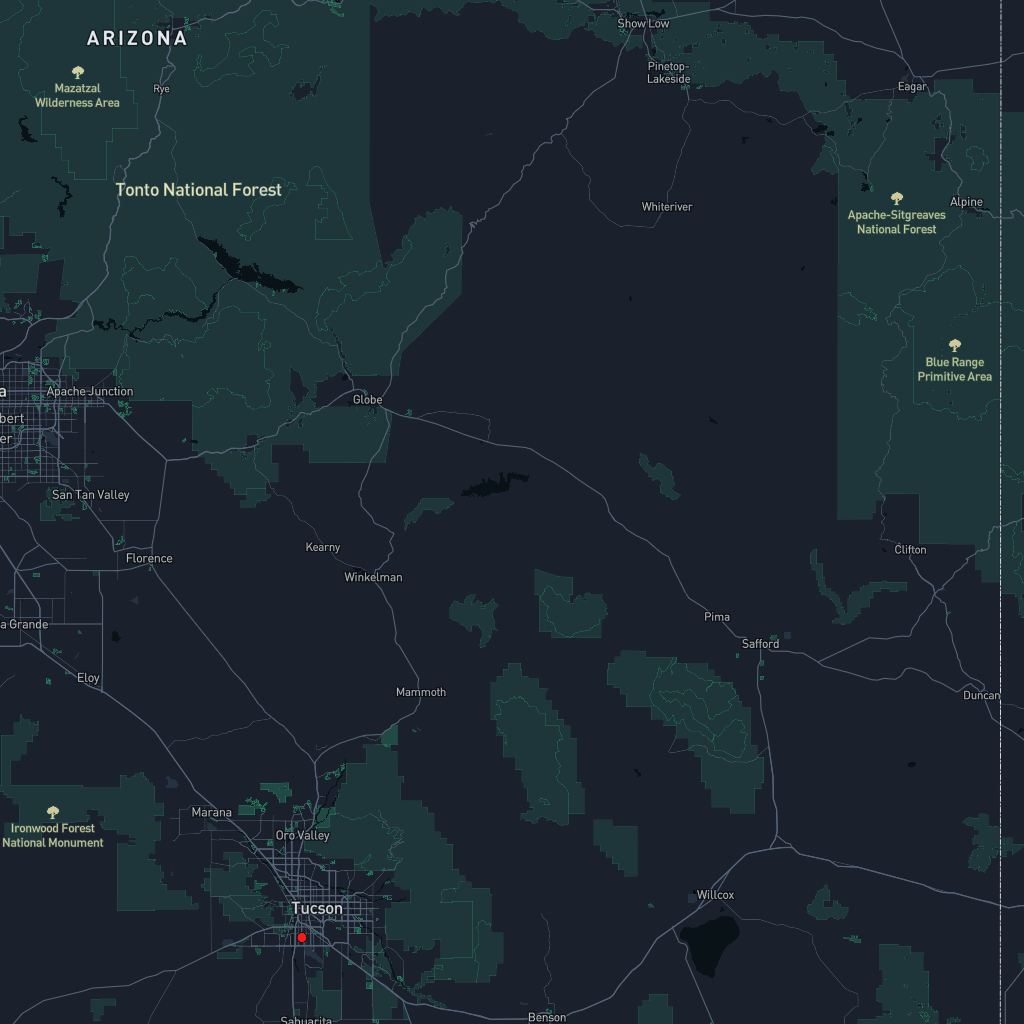 Show Low
ARIZONA
Pinetop-
Lakeside
Mazatzal
Wilderness Area
Rye
Eagar
Tonto National Forest
Whiteriver
Alpine
Apache-Sitgreaves
National Forest
Blue Range
Primitive Area
a
Apache Junction
Globe
bert
er
San Tan Valley
Kearny
Clifton
Florence
Winkelman
Pima
a Grande
Safford
Eloy
Mammoth
Duncan
Marana
Ironwood Forest
National Monument
Oro Valley
Willcox
Tucson
Benson
Sahuarita